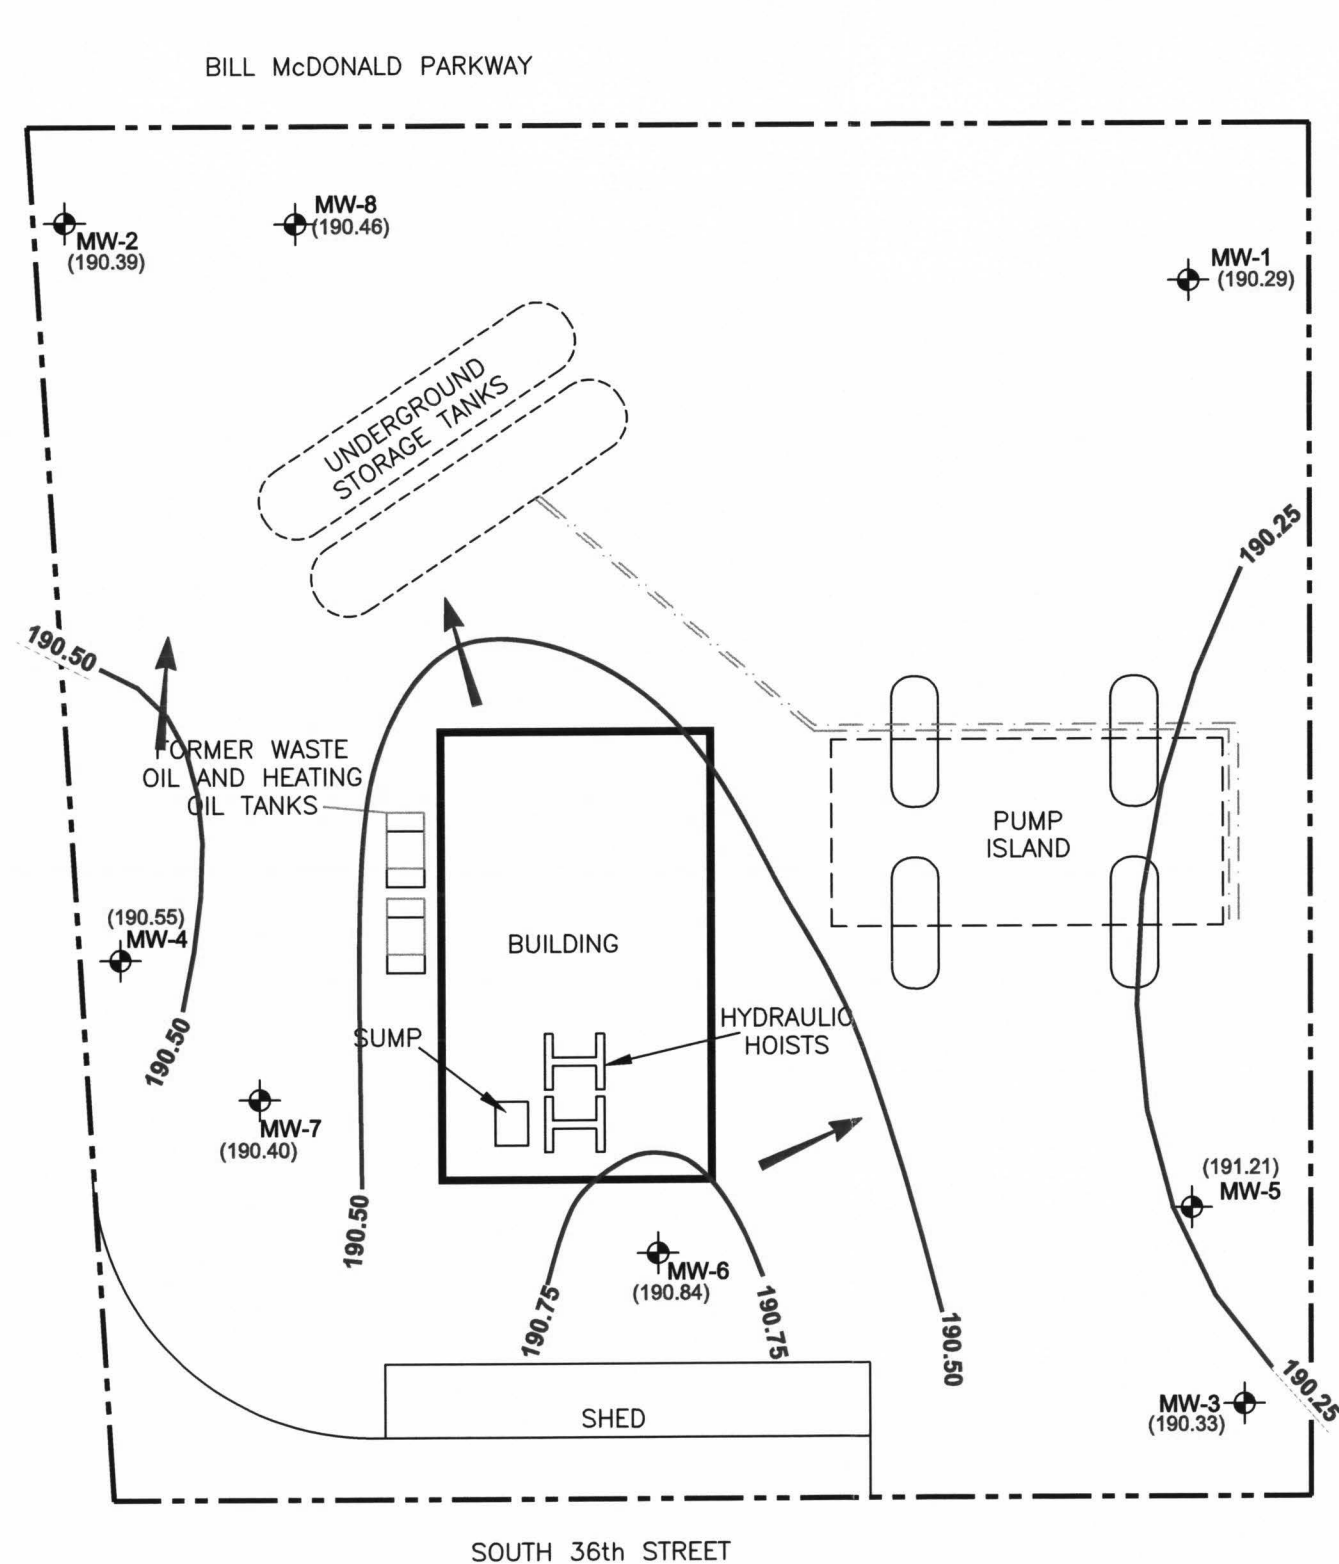 BILL McDONALD PARKWAY
MW-8
(190.46)
MW-2
(190.39)
MW-1
(190.29)
UNDERGROUND
STORAGE TANKS
190.25
190.50
FORMER WASTE
OIL AND HEATING
OIL TANKS
PUMP
ISLAND
(190.55)
MW-4
BUILDING
HYDRAULIC
HOISTS
SUMP
190.50
MW-7
(190.40)
(191.21)
MW-5
190.50
MW-6
(190.84)
190.75
190.75
190.50
190.25
MW-3
(190.33)
SHED
SOUTH 36th STREET